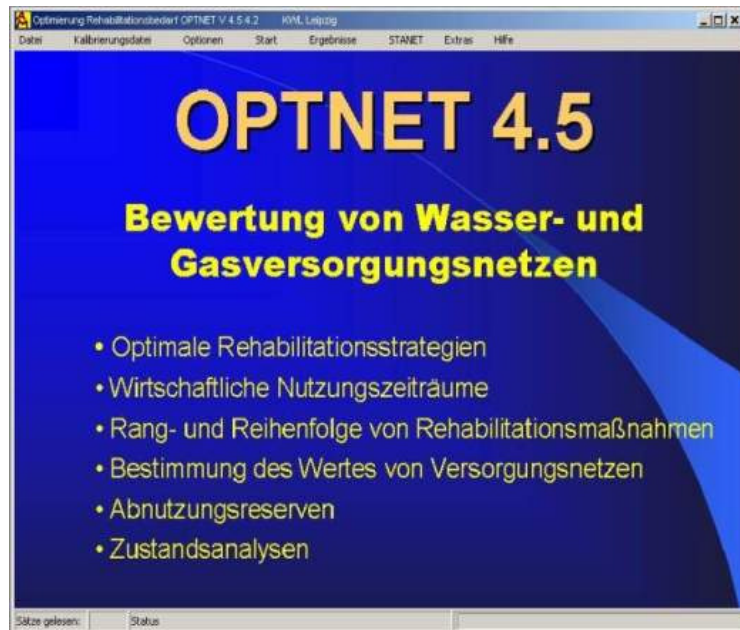 Optimierung Rehabilitationsbedarf OPTNET V 4.5.4.2 KWL Leipzig
Datei Kalibrierungsdatei Optionen Start Ergebnisse STANET Extras Hilfe
OPTNET 4.5
Bewertung von Wasser- und
Gasversorgungsnetzen
• Optimale Rehabilitationsstrategien
• Wirtschaftliche Nutzungszeiträume
• Rang- und Reihenfolge von Rehabilitationsmaßnahmen
• Bestimmung des Wertes von Versorgungsnetzen
• Abnutzungsreserven
• Zustandsanalysen
Sätze gelesen: Status